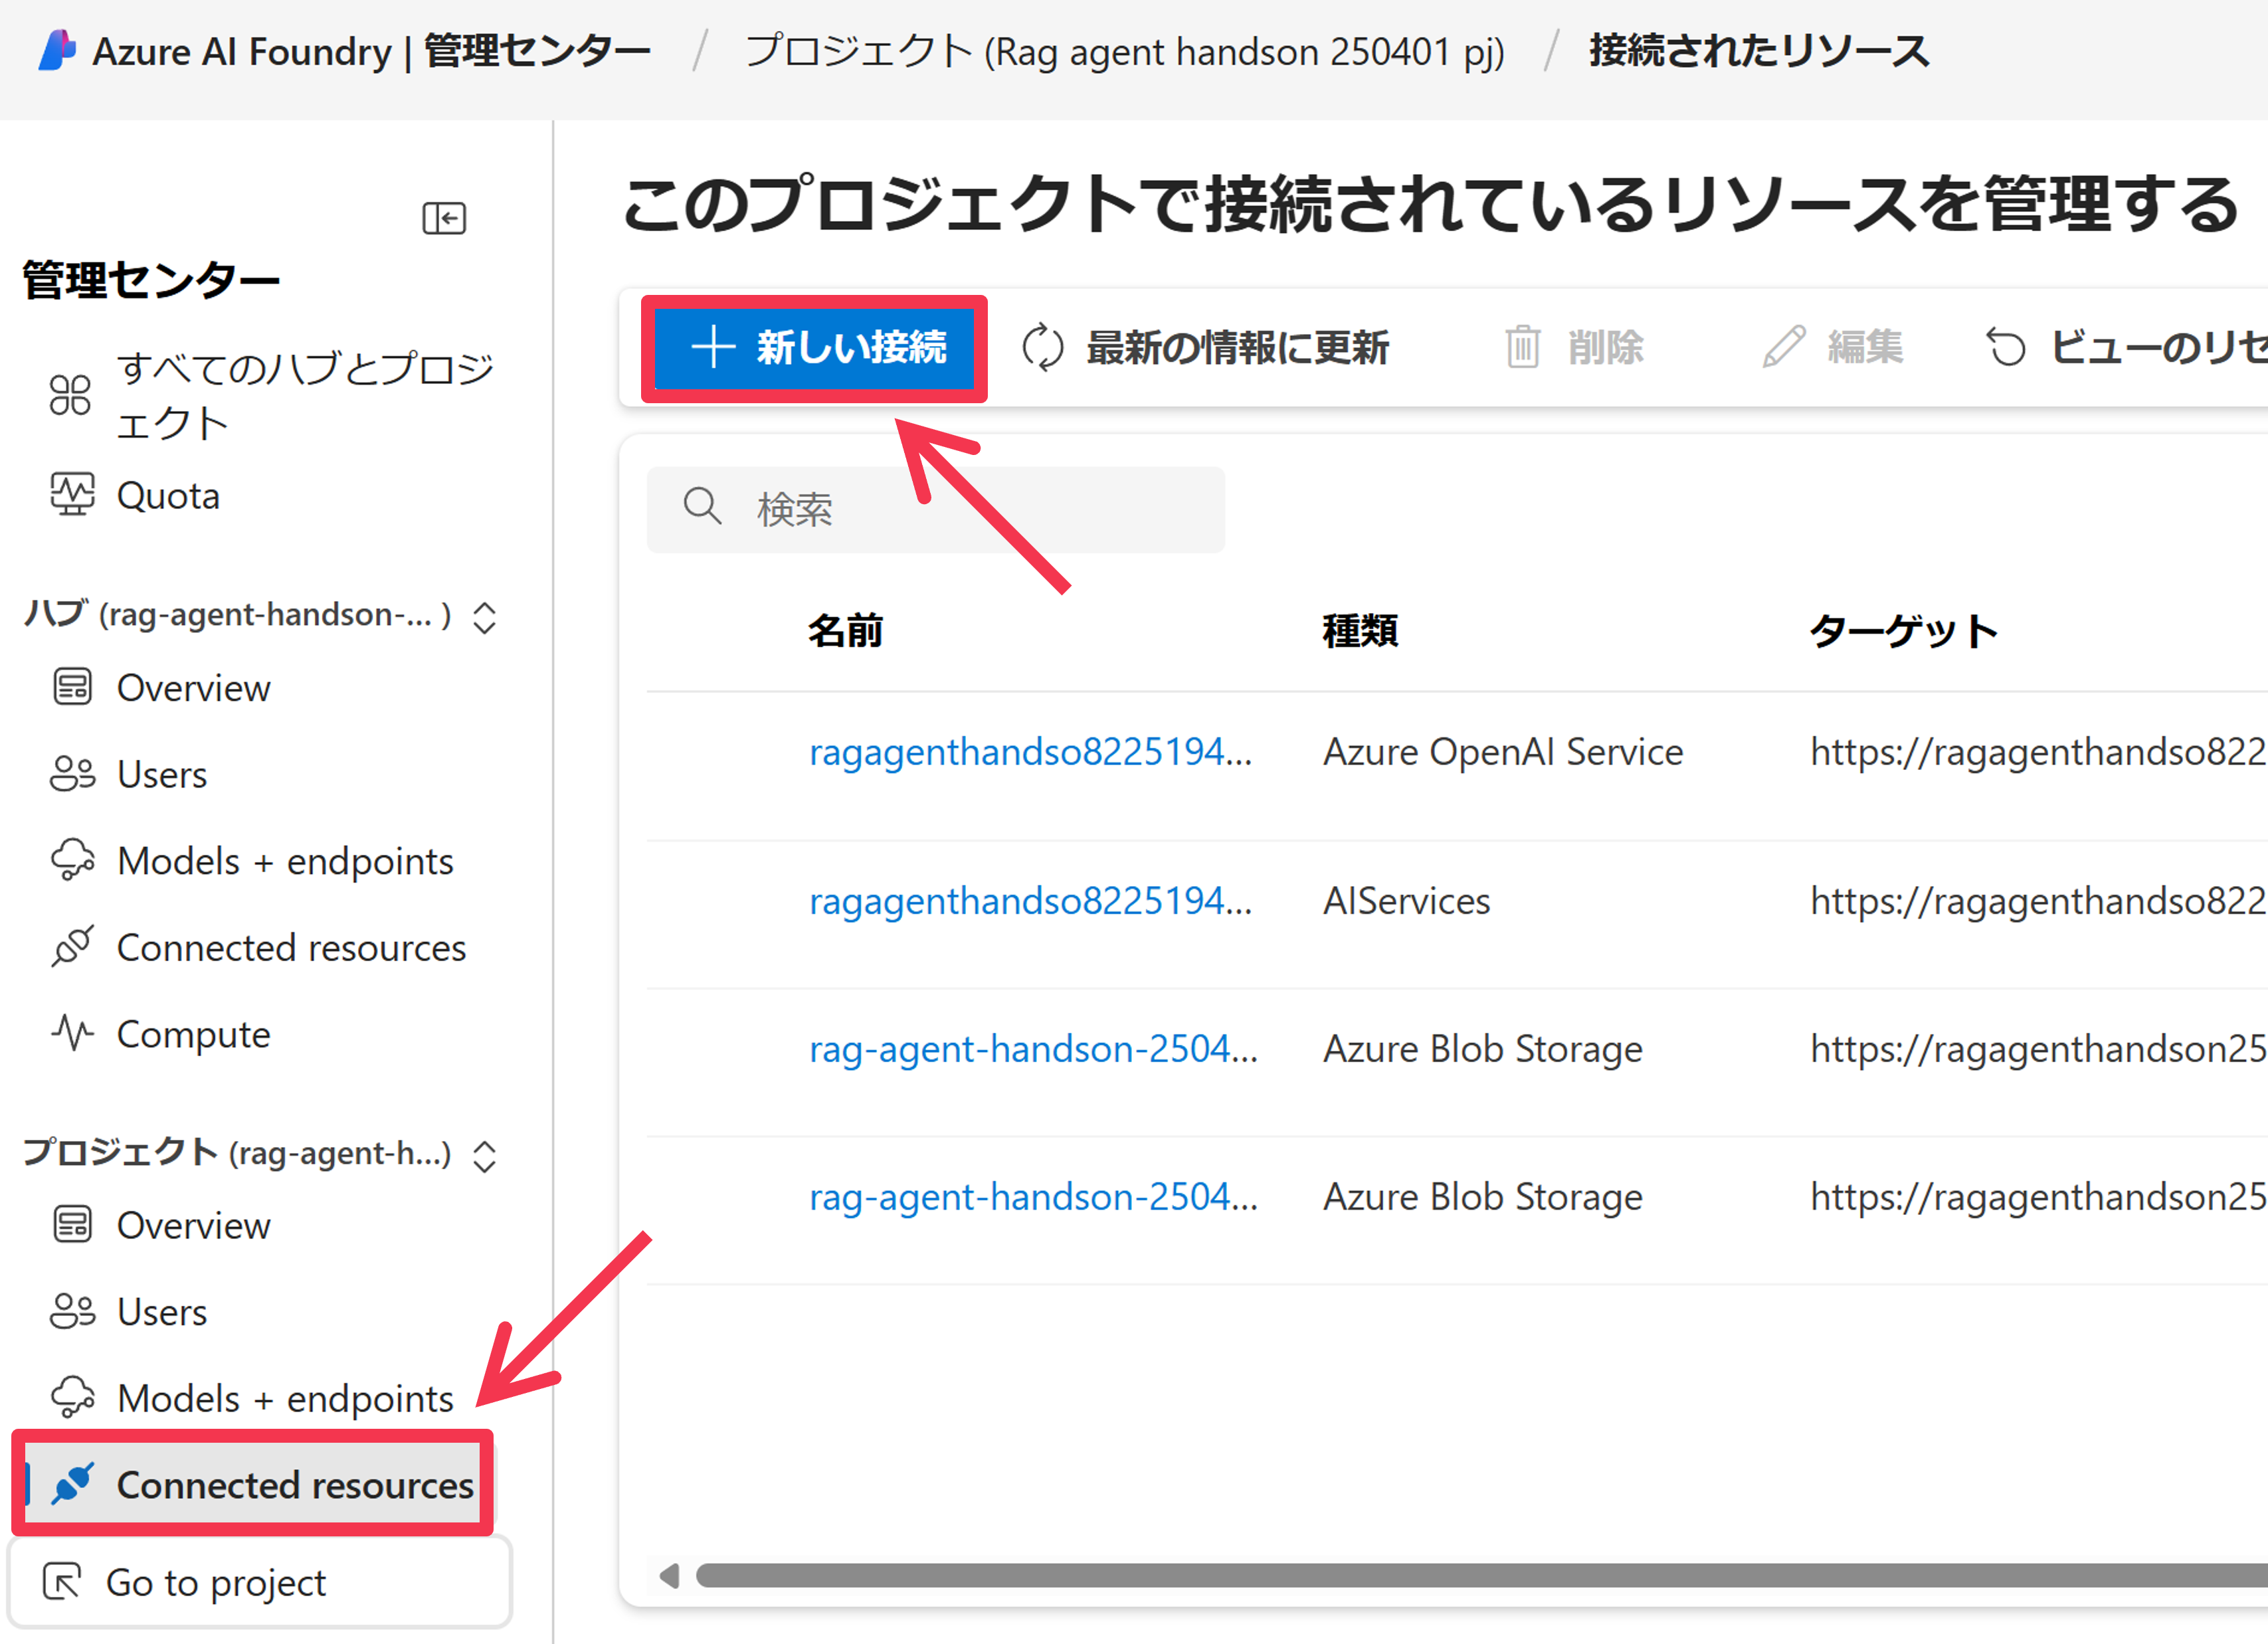 Azure AI Foundry | 管理センター / プロジェクト (Rag agent handson 250401 pj) / 接続されたリソース
管理センター
すべてのハブとプロジ
ェクト
Quota
ハブ (rag-agent-handson-... )
Overview
Users
Models + endpoints
Connected resources
Compute
プロジェクト (rag-agent-h...)
Overview
Users
Models + endpoints
Connected resources
Go to project
このプロジェクトで接続されているリソースを管理する
新しい接続 最新の情報に更新 削除 編集 ビューのリセ
検索
名前 種類 ターゲット
ragagenthandso8225194... Azure OpenAI Service https://ragagenthandso822
ragagenthandso8225194... AIServices https://ragagenthandso822
rag-agent-handson-2504... Azure Blob Storage https://ragagenthandson25
rag-agent-handson-2504... Azure Blob Storage https://ragagenthandson25